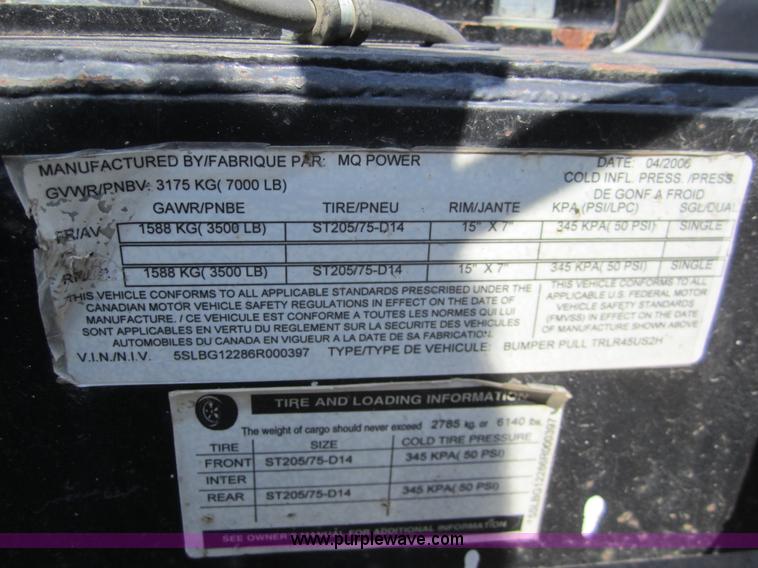 MANUFACTURED BY/FABRIQUE PAR: MQ POWER DATE: 04/2006
GVWR/PNBV: 3175 KG( 7000 LB) COLD INFL. PRESS. /PRESS
DE GONF A FROID
GAWR/PNBE TIRE/PNEU RIM/JANTE KPA (PSI/LPC) SGL/DUAL
FR/AV 1588 KG( 3500 LB) ST205/75-D14 15" X 7" 345 KPA( 50 PSI) SINGLE
1588 KG( 3500 LB) ST205/75-D14 15" X 7" 345 KPA( 50 PSI) SINGLE
THIS VEHICLE CONFORMS TO ALL APPLICABLE STANDARDS PRESCRIBED UNDER THE
CANADIAN MOTOR VEHICLE SAFETY REGULATIONS IN EFFECT ON THE DATE OF
MANUFACTURE. / CE VEHICULE EST CONFORME A TOUTES LES NORMES QUI LUI
SONT APPLICABLES EN VERTU DU REGLEMENT SUR LA SECURITE DES VEHICULES
AUTOMOBILES DU CANADA EN VIGUEUR A LA DATE DE SA FABRICATION.
THIS VEHICLE CONFORMS TO ALL
APPLICABLE U.S. FEDERAL MOTOR
VEHICLE SAFETY STANDARDS
(FMVSS) IN EFFECT ON THE DATE
OF MANUFACTURE SHOWN ABOVE.
V.I.N./N.I.V. 5SLBG12286R000397 TYPE/TYPE DE VEHICULE: BUMPER PULL TRLR45US2H
TIRE AND LOADING INFORMATION
The weight of cargo should never exceed 2785 kg. or 6140 lbs.
TIRE SIZE COLD TIRE PRESSURE
FRONT ST205/75-D14 345 KPA( 50 PSI)
INTER
REAR ST205/75-D14 345 KPA( 50 PSI)
5SLBG12286R000397
SEE OWNER'S MANUAL FOR ADDITIONAL INFORMATION
www.purplewave.com